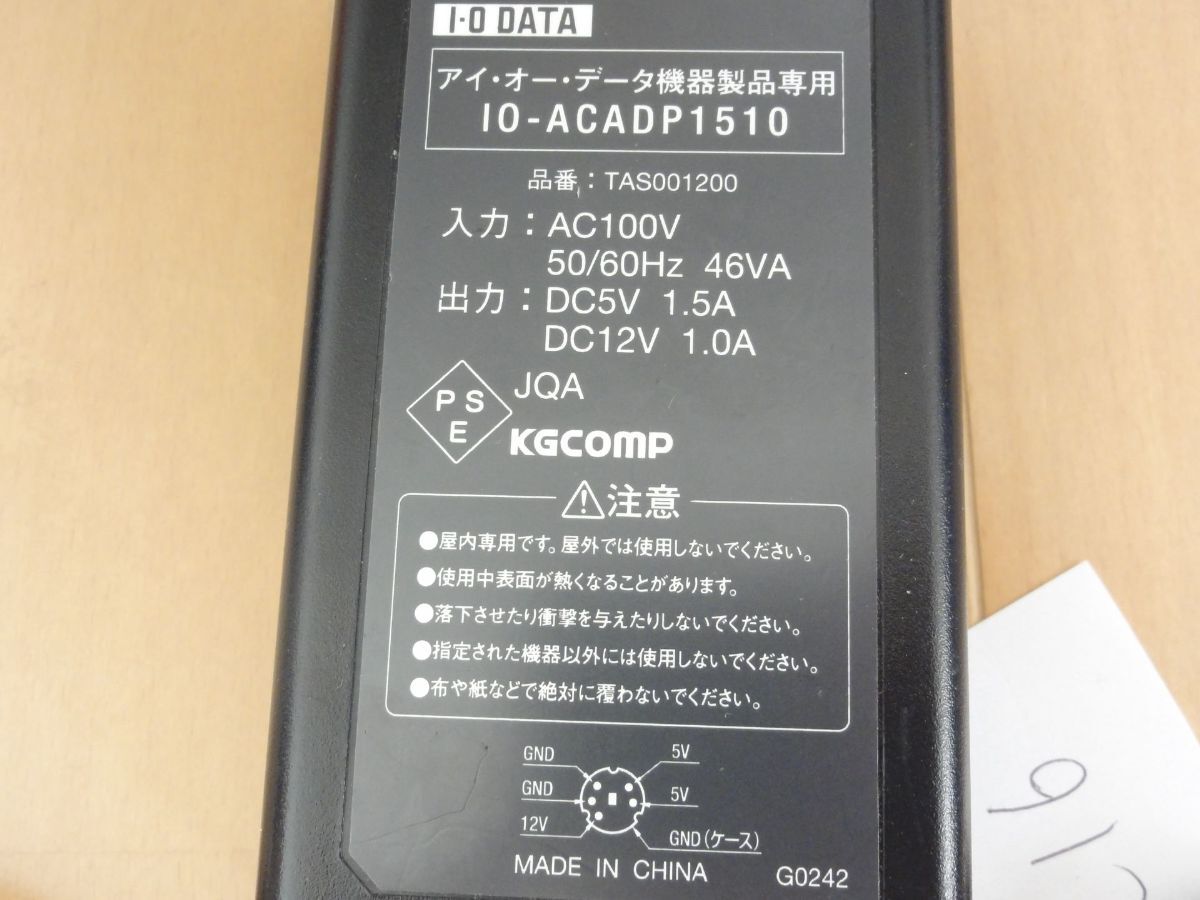 I·O DATA
アイ・オー・データ機器製品専用
IO-ACADP1510
品番：TAS001200
入力：AC100V
50/60Hz 46VA
出力：DC5V 1.5A
DC12V 1.0A
PSE
JQA
KGCOMP
⚠注意
●屋内専用です。屋外では使用しないでください。
●使用中表面が熱くなることがあります。
●落下させたり衝撃を与えたりしないでください。
●指定された機器以外には使用しないでください。
●布や紙などで絶対に覆わないでください。
GND 5V
GND 5V
12V GND(ケース)
MADE IN CHINA G0242